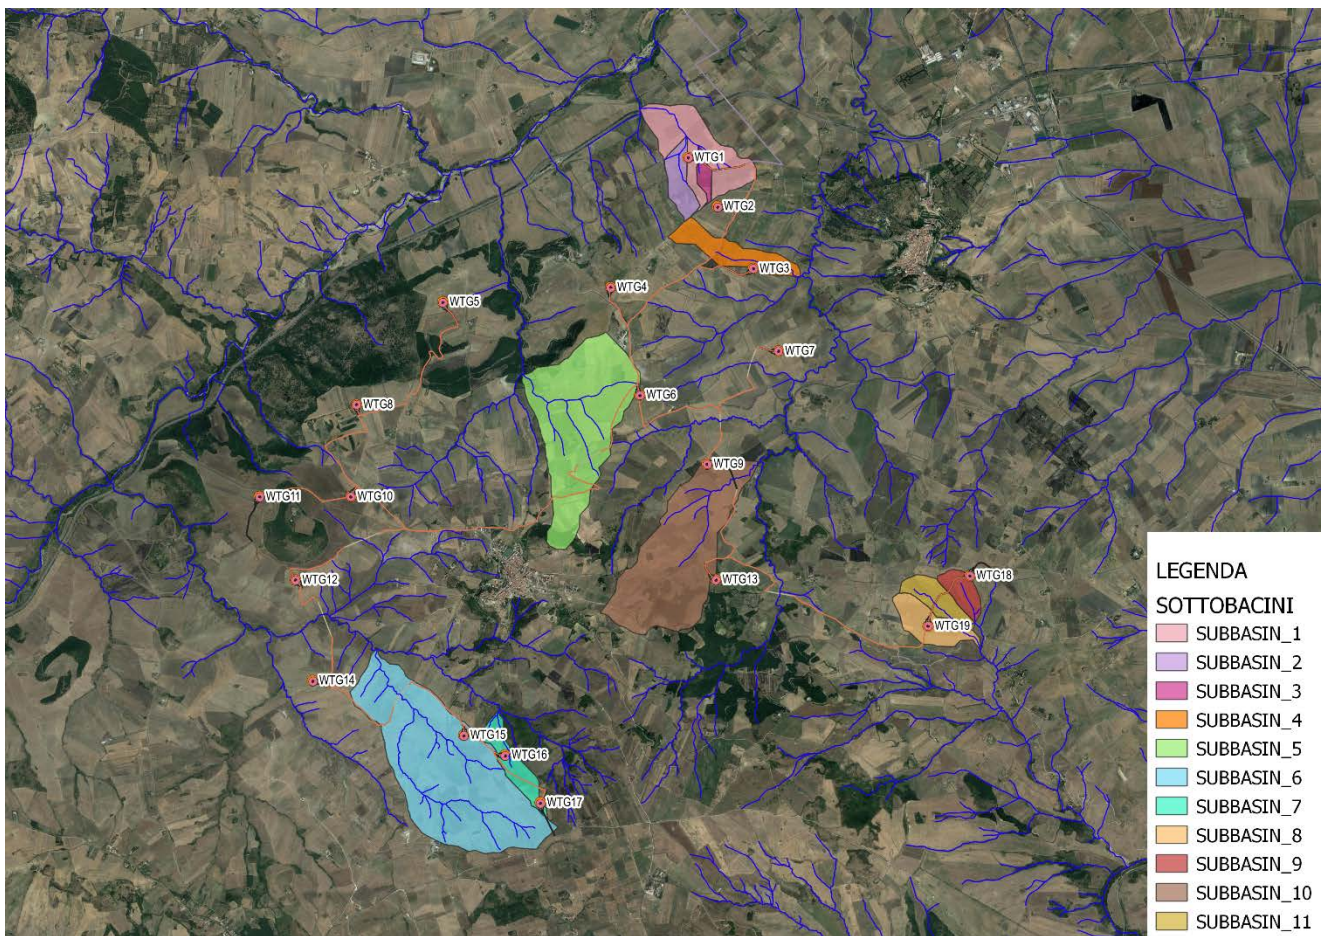 WTG1
WTG2
WTG3
WTG4
WTG5
WTG7
WTG6
WTG8
WTG9
WTG11
WTG10
WTG12
WTG13
WTG18
WTG19
WTG14
WTG15
WTG16
WTG17
LEGENDA
SOTTOBACINI
SUBBASIN_1
SUBBASIN_2
SUBBASIN_3
SUBBASIN_4
SUBBASIN_5
SUBBASIN_6
SUBBASIN_7
SUBBASIN_8
SUBBASIN_9
SUBBASIN_10
SUBBASIN_11